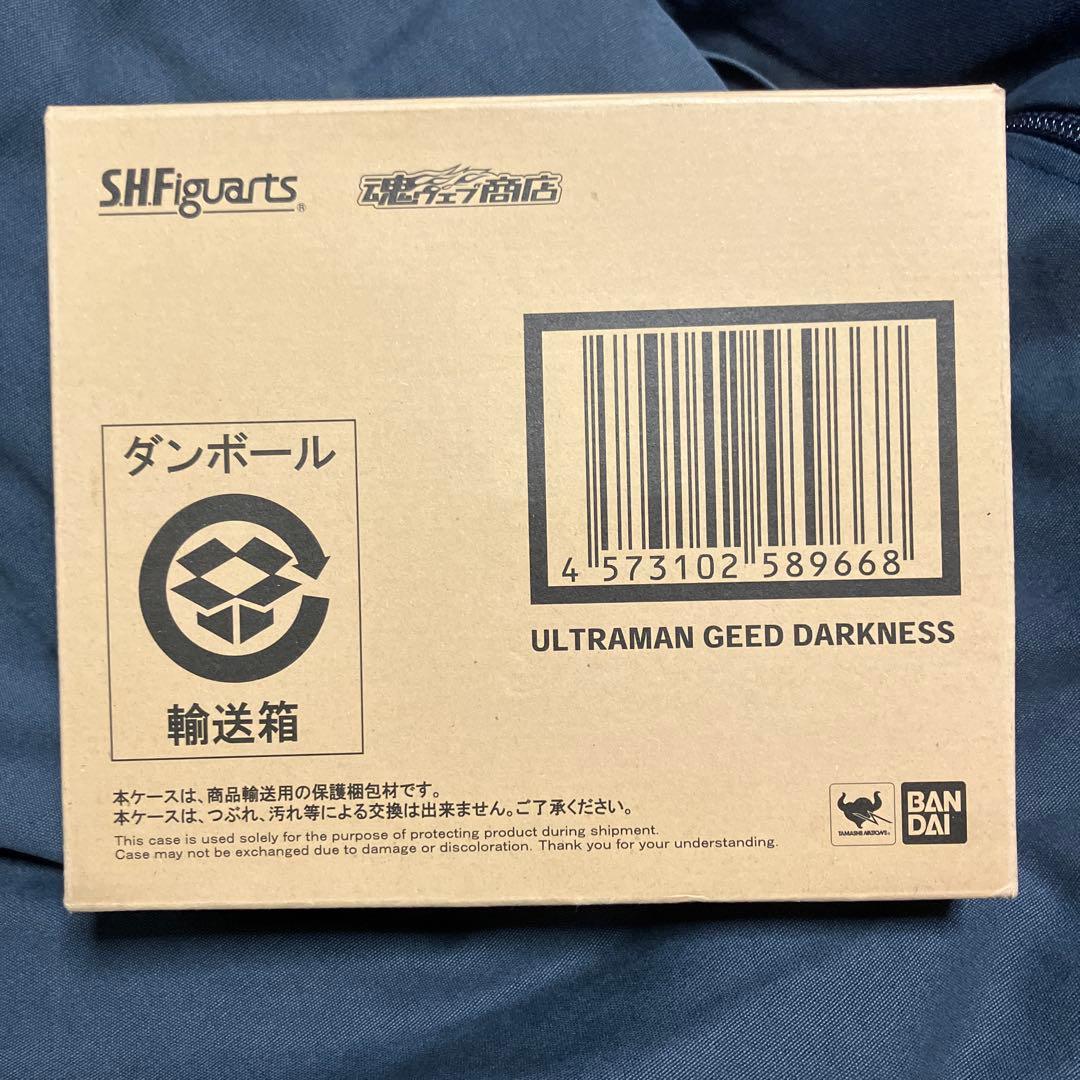 S.H.Figuarts®
魂ウェブ商店
ダンボール
輸送箱
4 573102 589668
ULTRAMAN GEED DARKNESS
本ケースは、商品輸送用の保護梱包材です。
本ケースは、つぶれ、汚れ等による交換は出来ません。ご了承ください。
This case is used solely for the purpose of protecting product during shipment.
Case may not be exchanged due to damage or discoloration. Thank you for your understanding.
TAMASHII NATIONS®
BAN
DAI